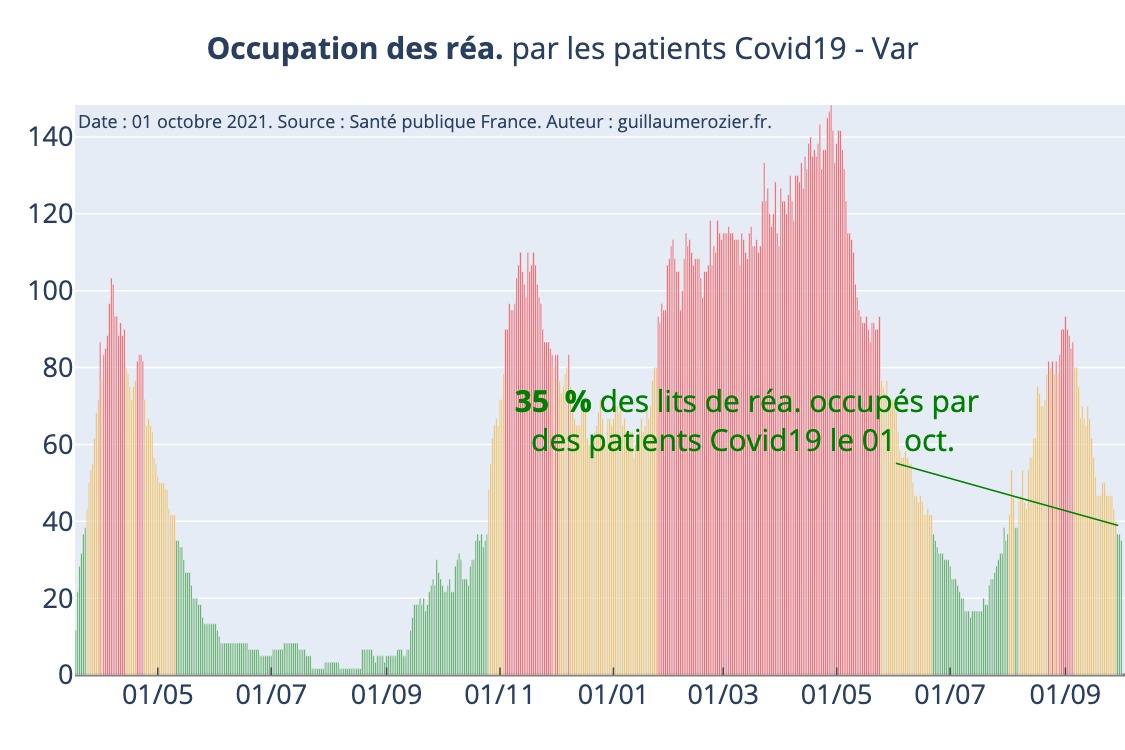 Occupation des réa. par les patients Covid19 - Var
Date : 01 octobre 2021. Source : Santé publique France. Auteur : guillaumerozier.fr.
140
120
100
80
60
40
20
0
35 % des lits de réa. occupés par
des patients Covid19 le 01 oct.
01/05 01/07 01/09 01/11 01/01 01/03 01/05 01/07 01/09